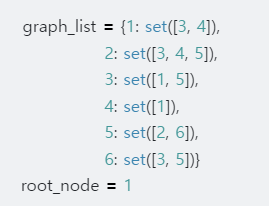 graph_list = {1: set([3, 4]),
2: set([3, 4, 5]),
3: set([1, 5]),
4: set([1]),
5: set([2, 6]),
6: set([3, 5])}
root_node = 1